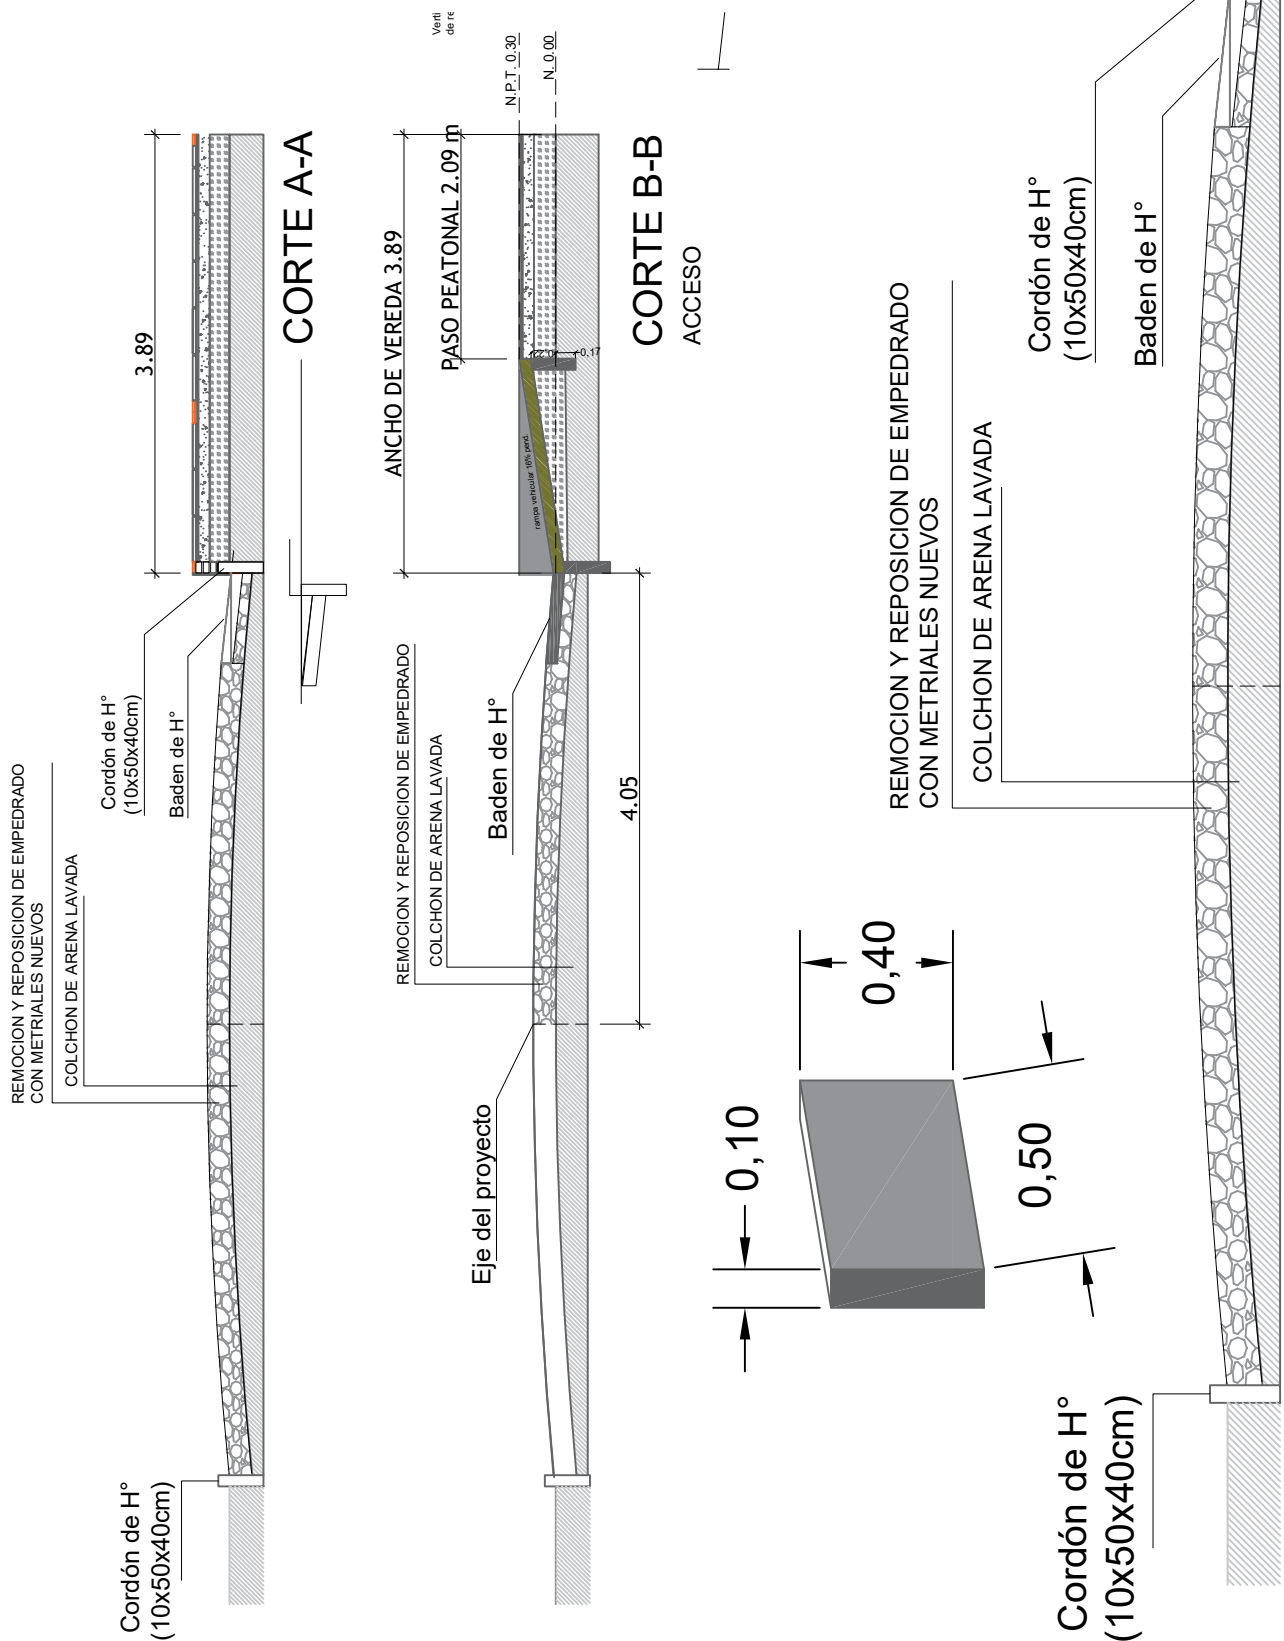 REMOCION Y REPOSICION DE EMPEDRADO
CON METRIALES NUEVOS
COLCHON DE ARENA LAVADA
Cordón de H°
(10x50x40cm)
Baden de H°
Cordón de H°
(10x50x40cm)
3.89
CORTE A-A
REMOCION Y REPOSICION DE EMPEDRADO
COLCHON DE ARENA LAVADA
Baden de H°
Eje del proyecto
4.05
ANCHO DE VEREDA 3.89
PASO PEATONAL 2.09 m
N.P.T. 0.30
N. 0.00
rampa vehicular 16% pend.
0.17
CORTE B-B
ACCESO
Verti
de re
0,10
0,40
0,50
REMOCION Y REPOSICION DE EMPEDRADO
CON METRIALES NUEVOS
COLCHON DE ARENA LAVADA
Cordón de H°
(10x50x40cm)
Baden de H°
Cordón de H°
(10x50x40cm)